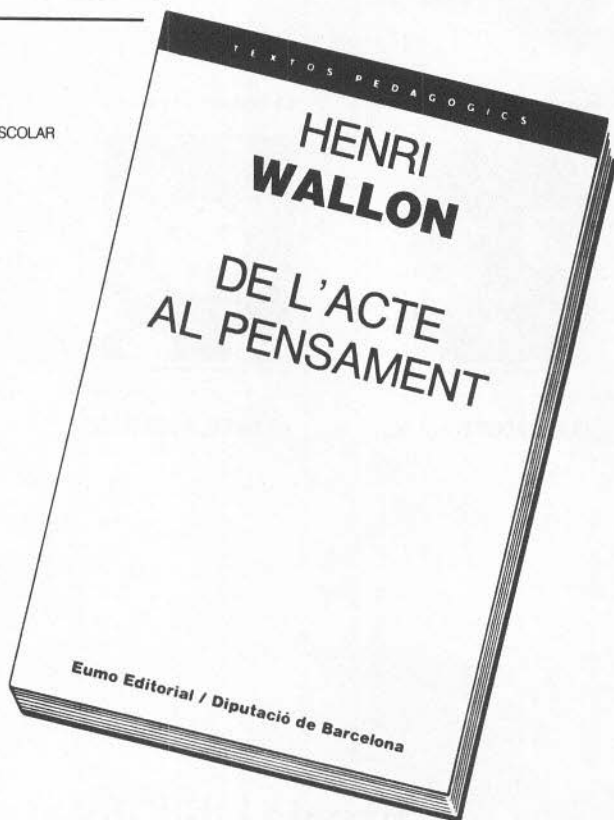 SCOLAR
TEXTOS PEDAGOGICS
HENRI
WALLON
DE L'ACTE
AL PENSAMENT
Eumo Editorial / Diputació de Barcelona